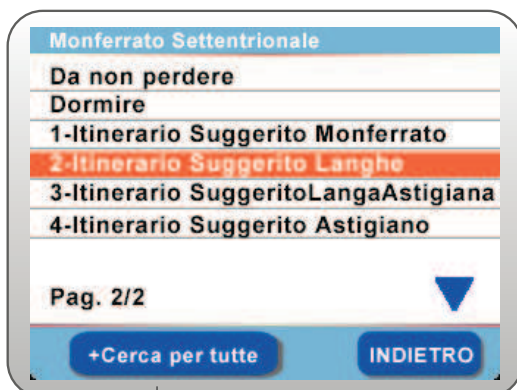 Monferrato Settentrionale
Da non perdere
Dormire
1-Itinerario Suggerito Monferrato
2-Itinerario Suggerito Langhe
3-Itinerario SuggeritoLangaAstigiana
4-Itinerario Suggerito Astigiano
Pag. 2/2
+Cerca per tutte
INDIETRO